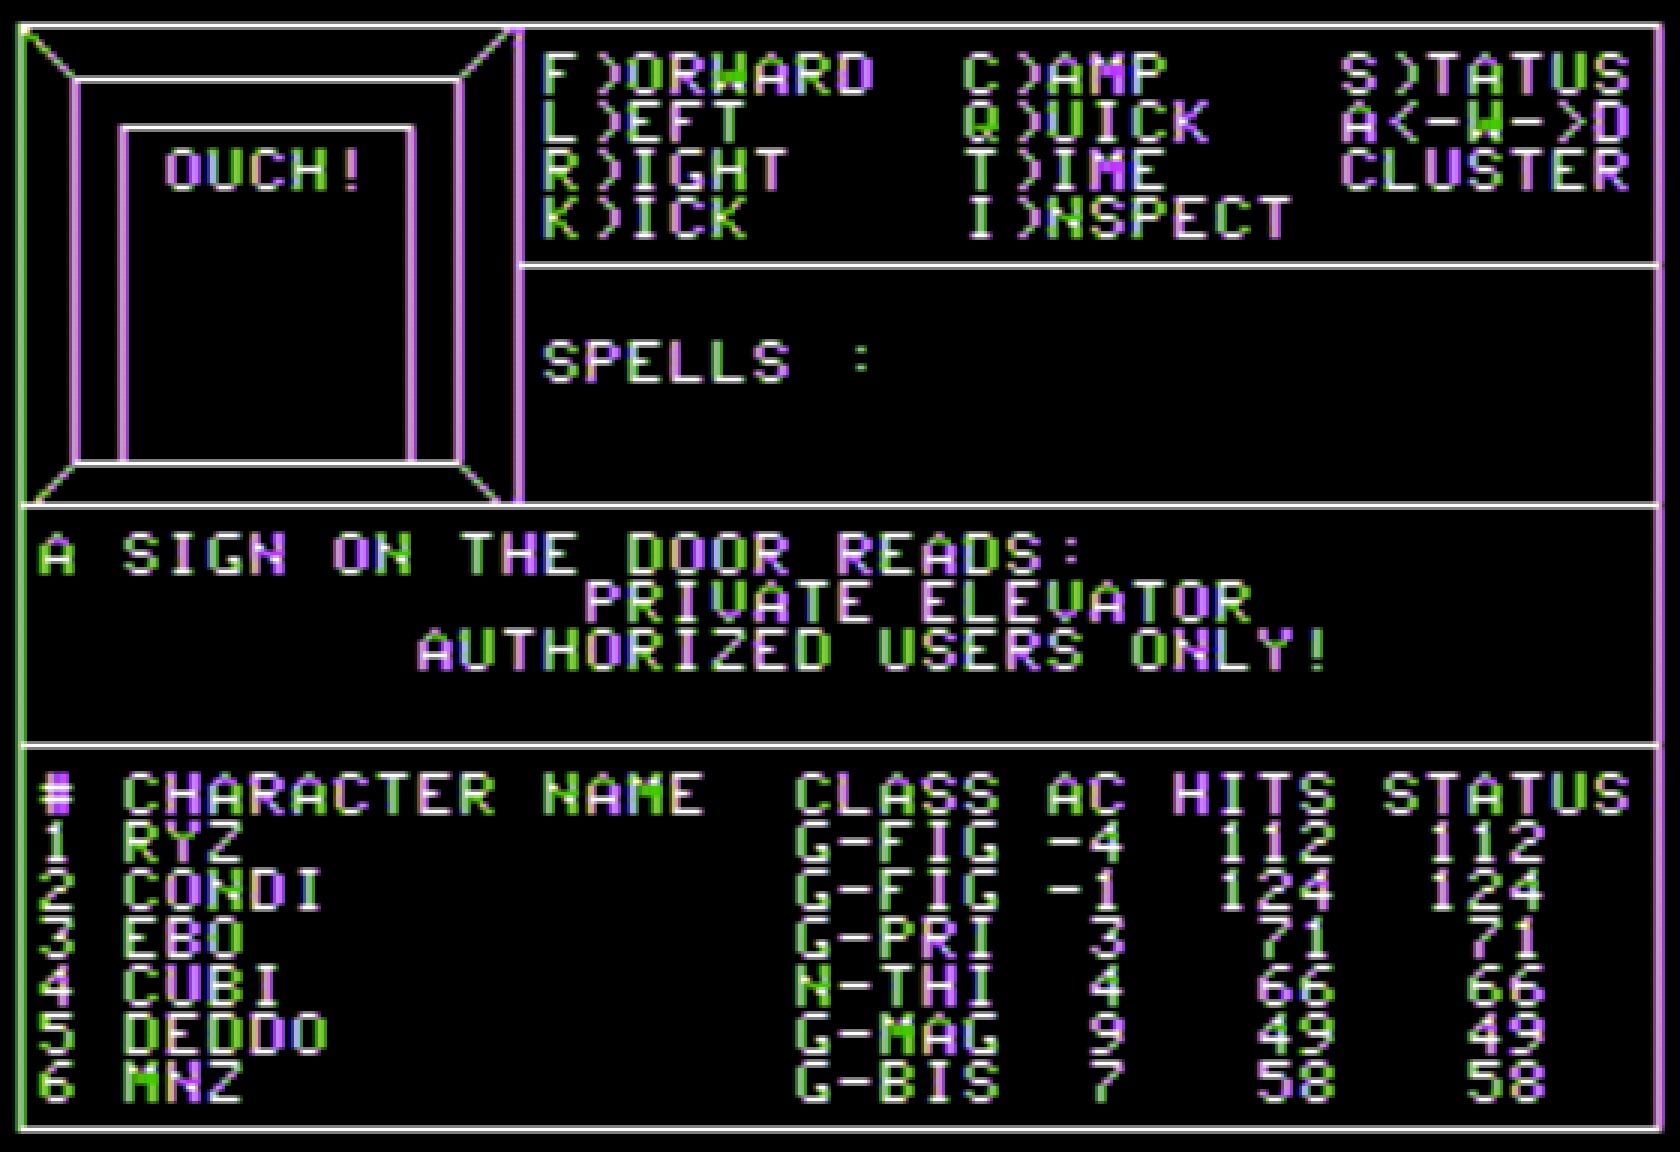 F)ORWARD C)AMP S)TATUS
L)EFT Q)UICK A<-W->D
R)IGHT T)IME CLUSTER
K)ICK I)NSPECT
OUCH!
SPELLS :
A SIGN ON THE DOOR READS:
PRIVATE ELEVATOR
AUTHORIZED USERS ONLY!
# CHARACTER NAME CLASS AC HITS STATUS
1 RYZ G-FIG -4 112 112
2 CONDI G-FIG -1 124 124
3 EBO G-PRI 3 71 71
4 CUBI N-THI 4 66 66
5 DEDDO G-MAG 9 49 49
6 MNZ G-BIS 7 58 58